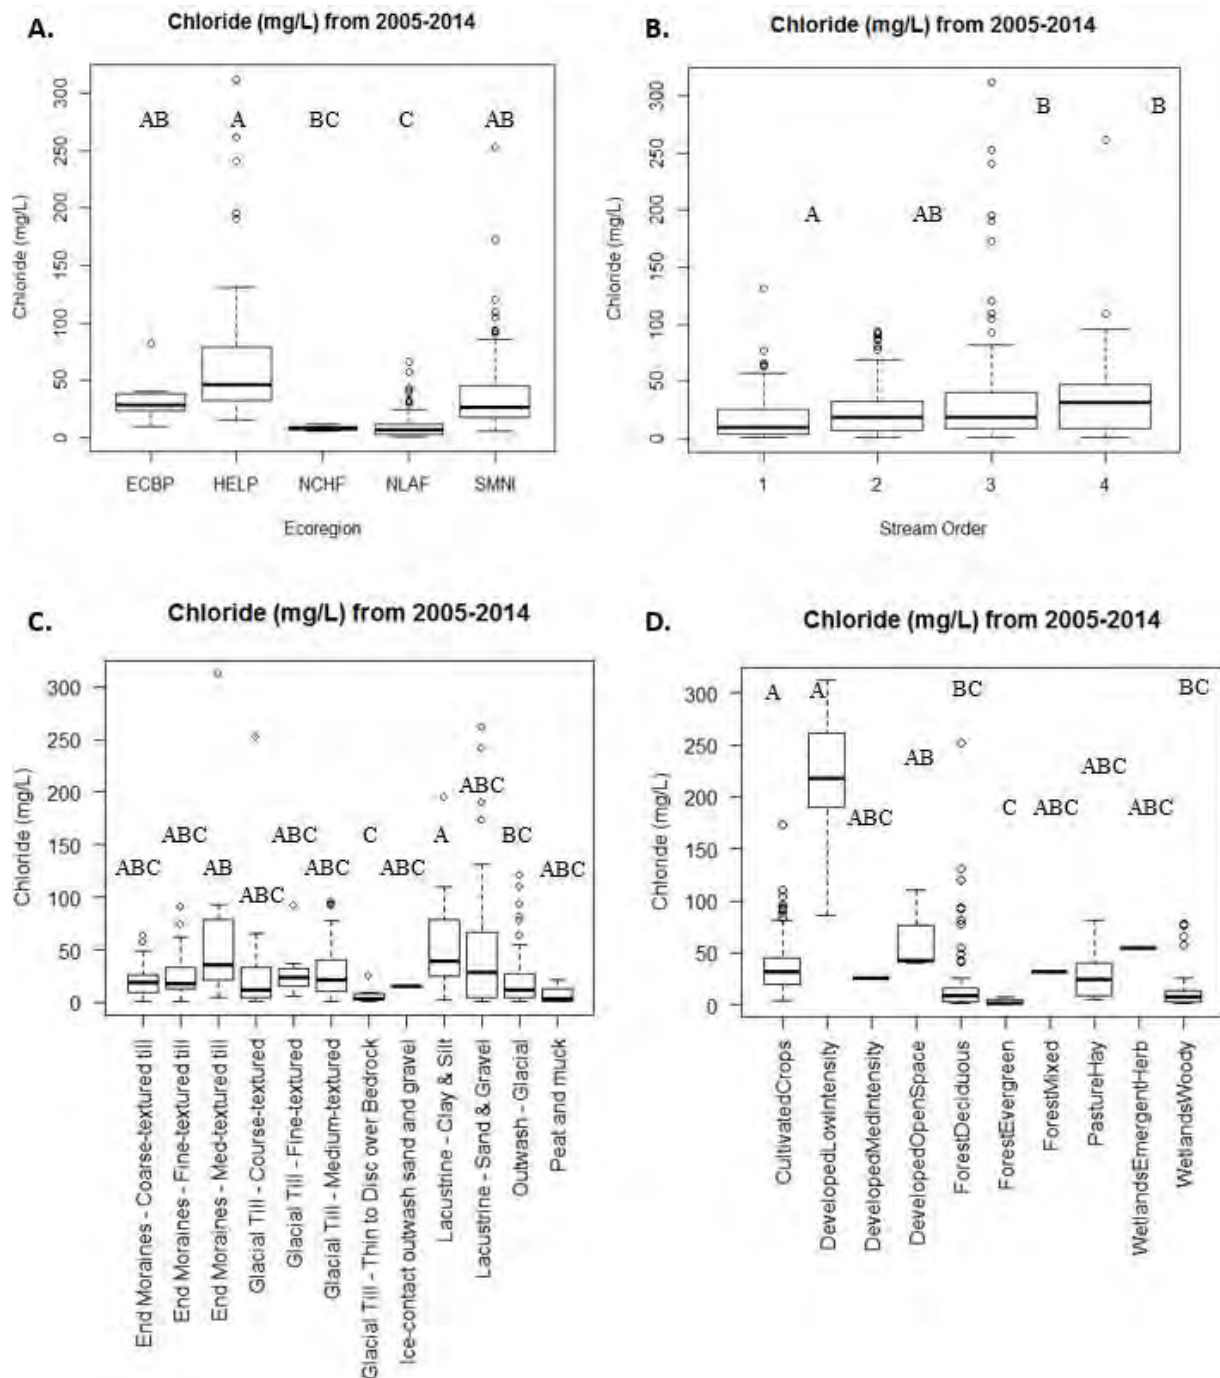 A.
Chloride (mg/L) from 2005-2014
Chloride (mg/L)
300
250
200
150
100
50
0
AB A BC C AB
ECBP HELP NCHF NLAF SMNI
Ecoregion
B.
Chloride (mg/L) from 2005-2014
Chloride (mg/L)
300
250
200
150
100
50
0
B B
A AB
1 2 3 4
Stream Order
C.
Chloride (mg/L) from 2005-2014
Chloride (mg/L)
300
250
200
150
100
50
0
ABC
ABC ABC C A BC
ABC AB ABC ABC ABC
ABC
End Moraines - Coarse-textured till
End Moraines - Fine-textured till
End Moraines - Med-textured till
Glacial Till - Course-textured
Glacial Till - Fine-textured
Glacial Till - Medium-textured
Glacial Till - Thin to Disc over Bedrock
Ice-contact outwash sand and gravel
Lacustrine - Clay & Silt
Lacustrine - Sand & Gravel
Outwash - Glacial
Peat and muck
D.
Chloride (mg/L) from 2005-2014
Chloride (mg/L)
300
250
200
150
100
50
0
A A BC BC
AB ABC
ABC C ABC ABC
CultivatedCrops
DevelopedLowIntensity
DevelopedMedIntensity
DevelopedOpenSpace
ForestDeciduous
ForestEvergreen
ForestMixed
PastureHay
WetlandsEmergentHerb
WetlandsWoody